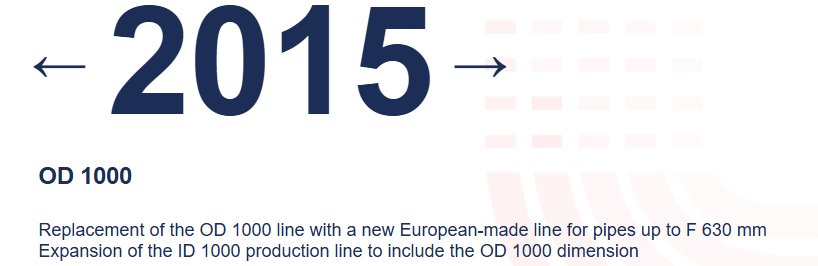 ← 2015 →
OD 1000
Replacement of the OD 1000 line with a new European-made line for pipes up to F 630 mm
Expansion of the ID 1000 production line to include the OD 1000 dimension